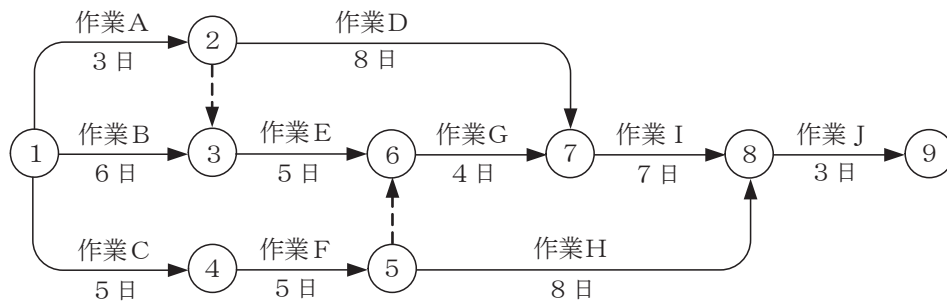 作業A
3日
2
作業D
8日
1
作業B
6日
3
作業E
5日
6
作業G
4日
7
作業I
7日
8
作業J
3日
9
作業C
5日
4
作業F
5日
5
作業H
8日